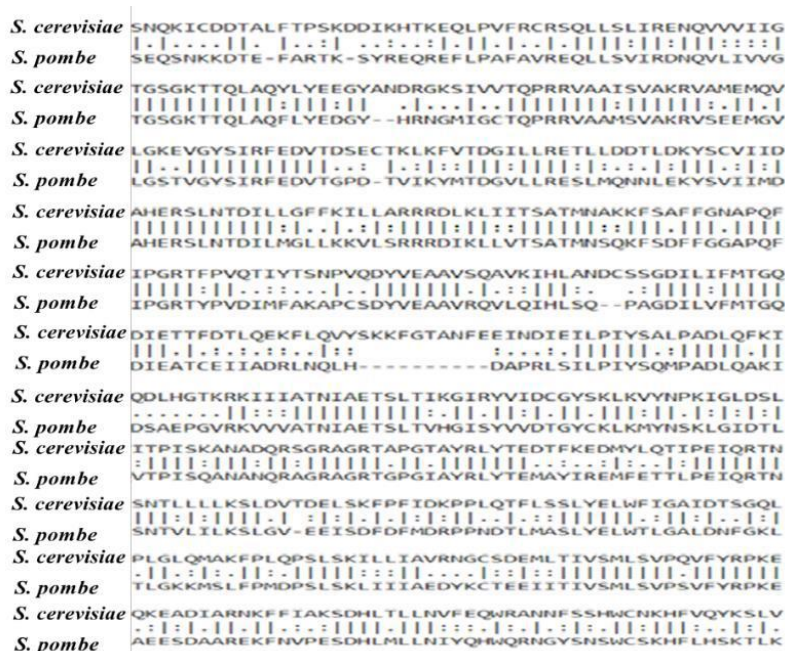 S. cerevisiae SNQKICDDTALFTPSKDDIKHTKEQLPVFRCRSQLLSLIRENQVVVIIG
S. pombe SEQSNKKDTE-FARTK-SYREQREFLPAFAVREQLLSVIRDNQVLIVVG
S. cerevisiae TGSGKTTQLAQYLYEEGYANDRGKSIVVTQPRRVAAISVAKRVAMEMQV
S. pombe TGSGKTTQLAQFLYEDGY--HRNGMIGCTQPRRVAAMSVAKRVSEEMGV
S. cerevisiae LGKEVGYSIRFEDVTDSECTKLKFVTDGILLRETLLDDTLDKYSCVIID
S. pombe LGSTVGYSIRFEDVTGPD-TVIKYMTDGVLLRESLMQNNLEKYSVIIMD
S. cerevisiae AHERSLNTDILLGFFKILLARRRDLKLIITSATMNAKKFSAFFGNAPQF
S. pombe AHERSLNTDILMGLLKKVLSRRRDIKLLVTSATMNSQKFSDFFGGAPQF
S. cerevisiae IPGRTFPVQTIYTSNPVQDYVEAAVSQAVKIHLANDCSSGDILIFMTGQ
S. pombe IPGRTYPVDIMFAKAPCSDYVEAAVRQVLQIHLSQ--PAGDILVFMTGQ
S. cerevisiae DIETTFDTLQEKFLQVYSKKFGTANFEEINDIEILPIYSALPADLQFKI
S. pombe DIEATCEIIADRLNQLH-----------DAPRLSILPIYSQMPADLQAKI
S. cerevisiae QDLHGTKRKIIIATNIAETSLTIKGIRYVIDCGYSKLKVYNPKIGLDSL
S. pombe DSAEPGVRKVVVATNIAETSLTVHGISYVVDTGYCKLKMYNSKLGIDTL
S. cerevisiae ITPISKANADQRSGRAGRTAPGTAYRLYTEDTFKEDMYLQTIPEIQRTN
S. pombe VTPISQANANQRAGRAGRTGPGIAYRLYTEMAYIREMFETTLPEIQRTN
S. cerevisiae SNTLLLLKSLDVTDELSKFPFIDKPPLQTFLSSLYELWFIGAIDTSGQL
S. pombe SNTVLILKSLGV-EEISDFDFMDRPPNDTLMASLYELWTLGALDNFGKL
S. cerevisiae PLGLQMAKFPLQPSLSKILLIAVRNGCSDEMLTIVSMLSVPQVFYRPKE
S. pombe TLGKKMSLFPMDPSLSKLIIIAEDYKCTEEIITIVSMLSVPSVFYRPKE
S. cerevisiae QKEADIARNKFFIAKSDHLTLLNVFEQWRANNFSSHWCNKHFVQYKSLV
S. pombe AEESDAAREKFNVPESDHLMLLNIYQHWQRNGYSNSWCSKHFLHSKTLK